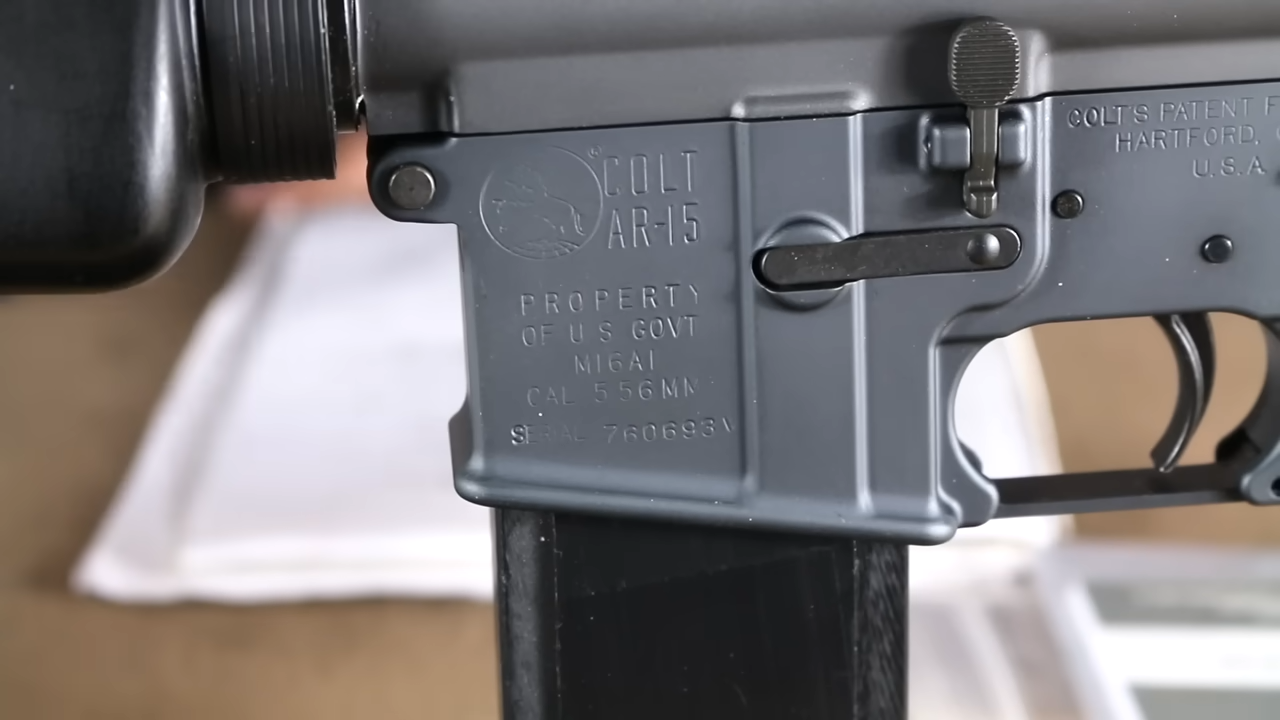 COLT
AR-15
PROPERTY
OF U S GOVT
M16A1
CAL 5.56MM
SERIAL 760693
COLT'S PATENT F
HARTFORD,
U.S.A.